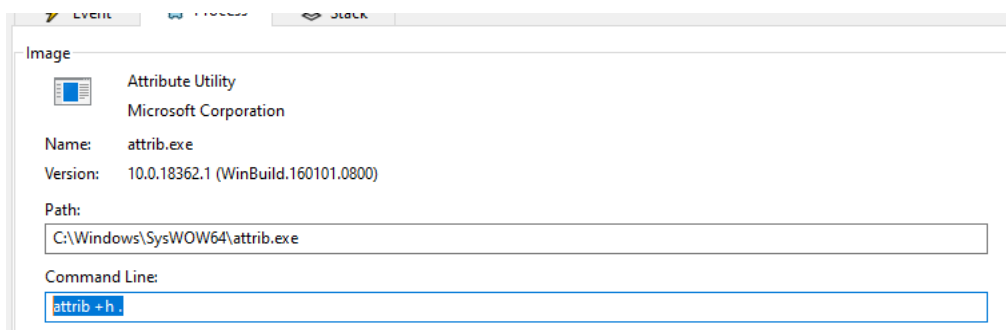 Event Process Stack
Image
Attribute Utility
Microsoft Corporation
Name: attrib.exe
Version: 10.0.18362.1 (WinBuild.160101.0800)
Path:
C:\Windows\SysWOW64\attrib.exe
Command Line:
attrib +h .